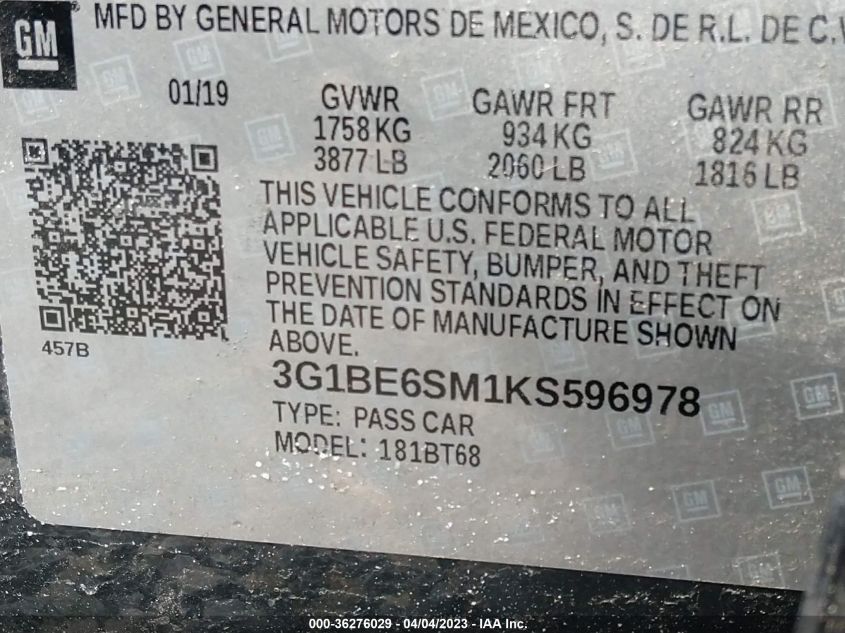 GM
MFD BY GENERAL MOTORS DE MEXICO, S. DE R.L. DE C.V
01/19
GVWR GAWR FRT GAWR RR
1758 KG 934 KG 824 KG
3877 LB 2060 LB 1816 LB
THIS VEHICLE CONFORMS TO ALL
APPLICABLE U.S. FEDERAL MOTOR
VEHICLE SAFETY, BUMPER, AND THEFT
PREVENTION STANDARDS IN EFFECT ON
THE DATE OF MANUFACTURE SHOWN
ABOVE.
457B
3G1BE6SM1KS596978
TYPE: PASS CAR
MODEL: 181BT68
000-36276029 - 04/04/2023 - IAA Inc.